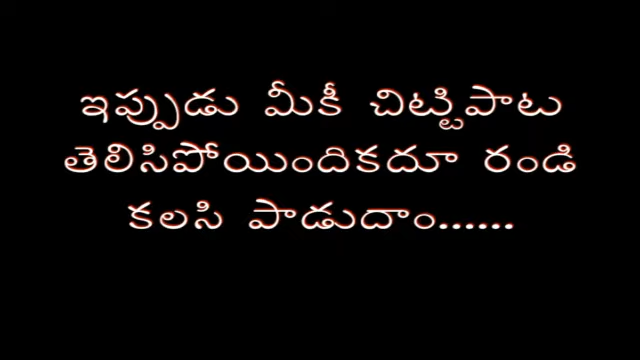 ఇప్పుడు మీకీ చిట్టిపాట
తెలిసిపోయిందికదూ రండి
కలసి పాడుదాం......